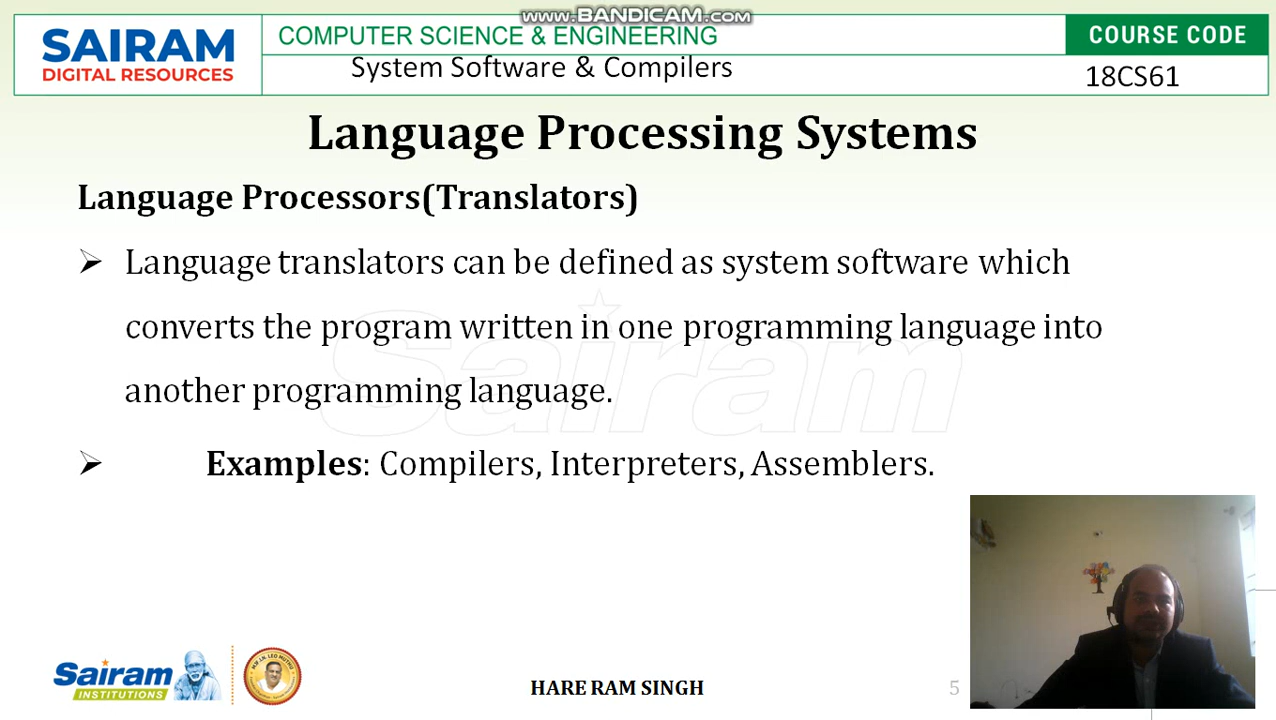 www.BANDICAM.com
SAIRAM
DIGITAL RESOURCES
COMPUTER SCIENCE & ENGINEERING
COURSE CODE
System Software & Compilers
18CS61
Language Processing Systems
Language Processors(Translators)
Language translators can be defined as system software which
converts the program written in one programming language into
another programming language.
Examples: Compilers, Interpreters, Assemblers.
Sairam
Sairam
INSTITUTIONS
HARE RAM SINGH
5